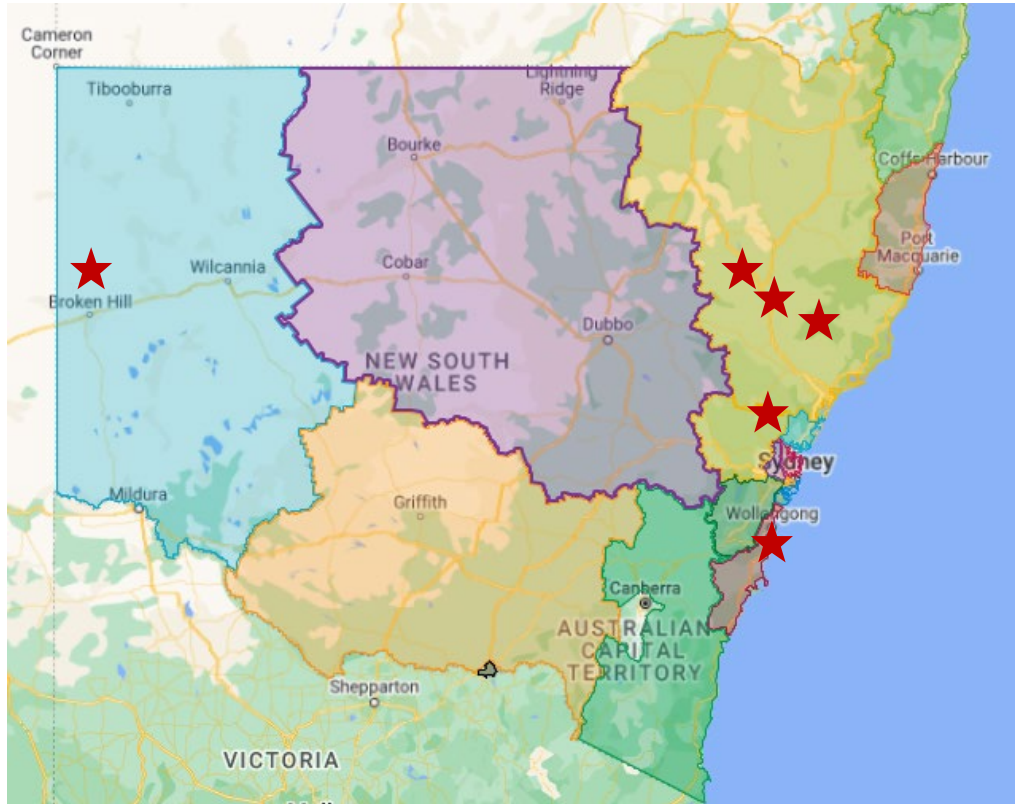 Cameron
Corner
Tibooburra
Lightning
Ridge
Bourke
Coffs Harbour
Port
Macquarie
Wilcannia
Cobar
Broken Hill
Dubbo
NEW SOUTH
WALES
Sydney
Mildura
Griffith
Wollongong
Canberra
AUSTRALIAN
CAPITAL
TERRITORY
Shepparton
VICTORIA